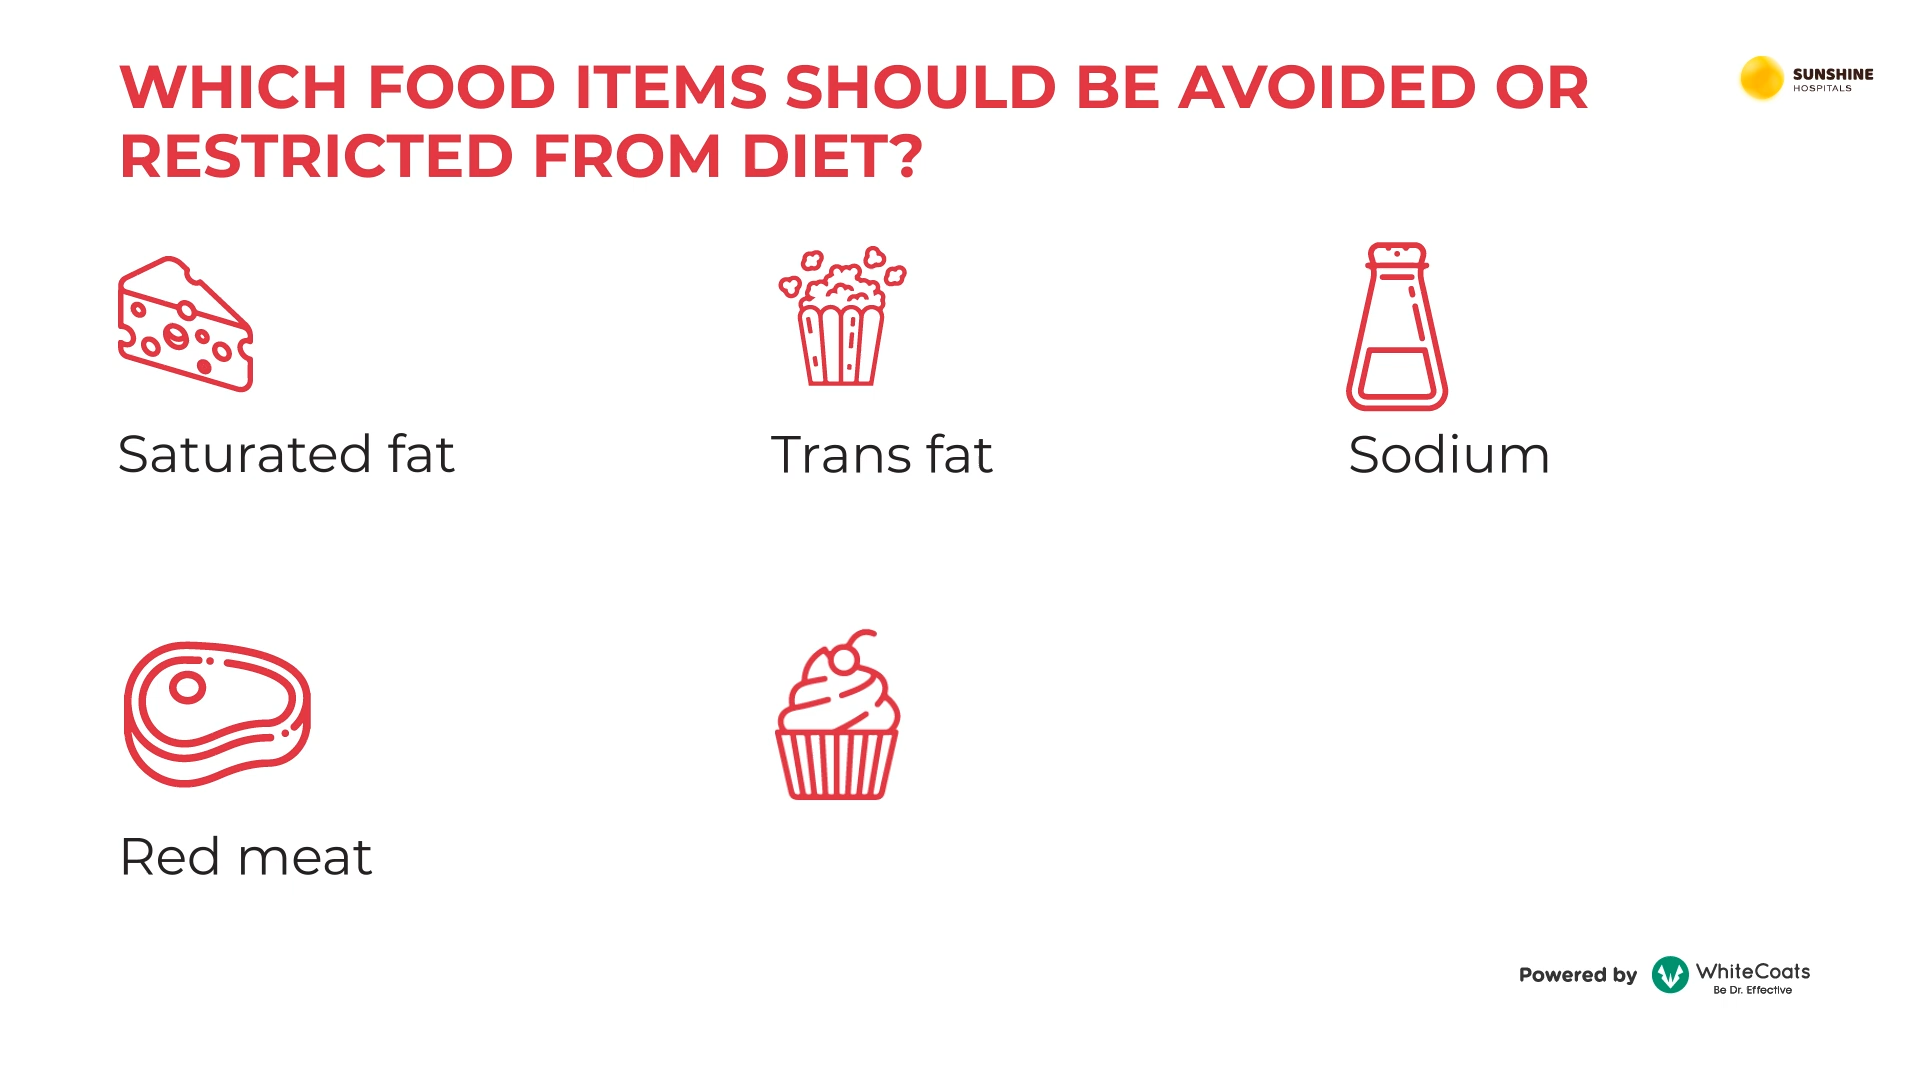 WHICH FOOD ITEMS SHOULD BE AVOIDED OR
RESTRICTED FROM DIET?
SUNSHINE
HOSPITALS
Saturated fat
Trans fat
Sodium
Red meat
Powered by
WhiteCoats
Be Dr. Effective